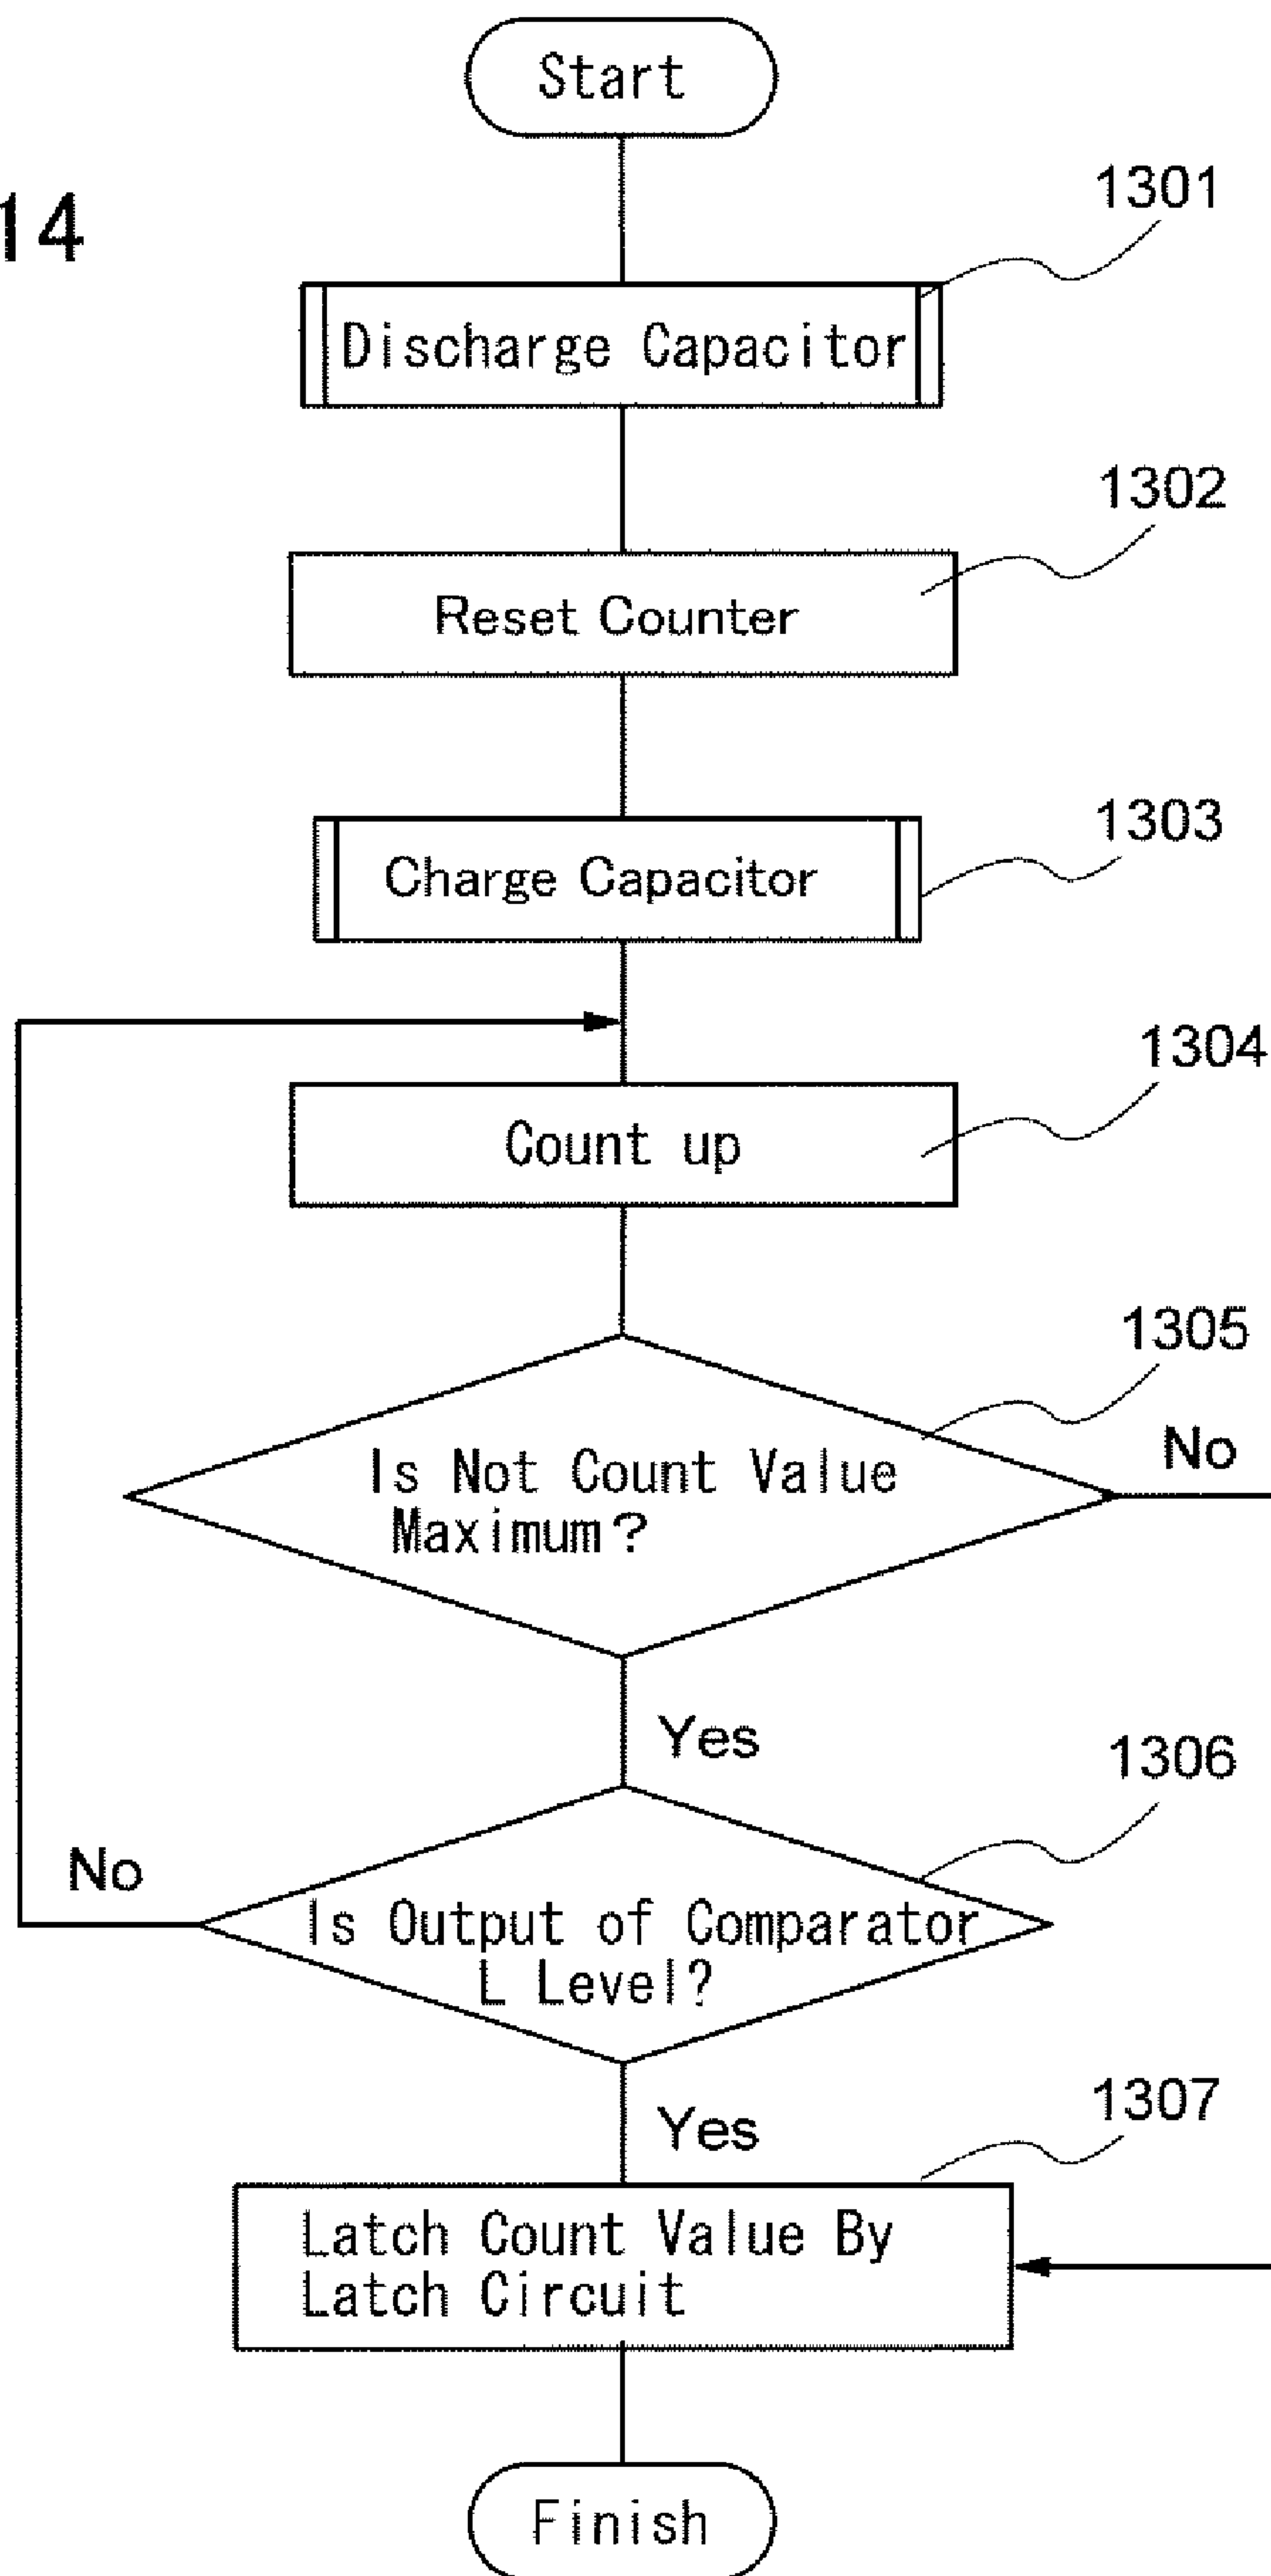 Start
14
1301
Discharge Capacitor
1302
Reset Counter
1303
Charge Capacitor
1304
Count up
1305
Is Not Count Value
Maximum?
No
Yes
1306
No
Is Output of Comparator
L Level?
Yes
1307
Latch Count Value By
Latch Circuit
Finish